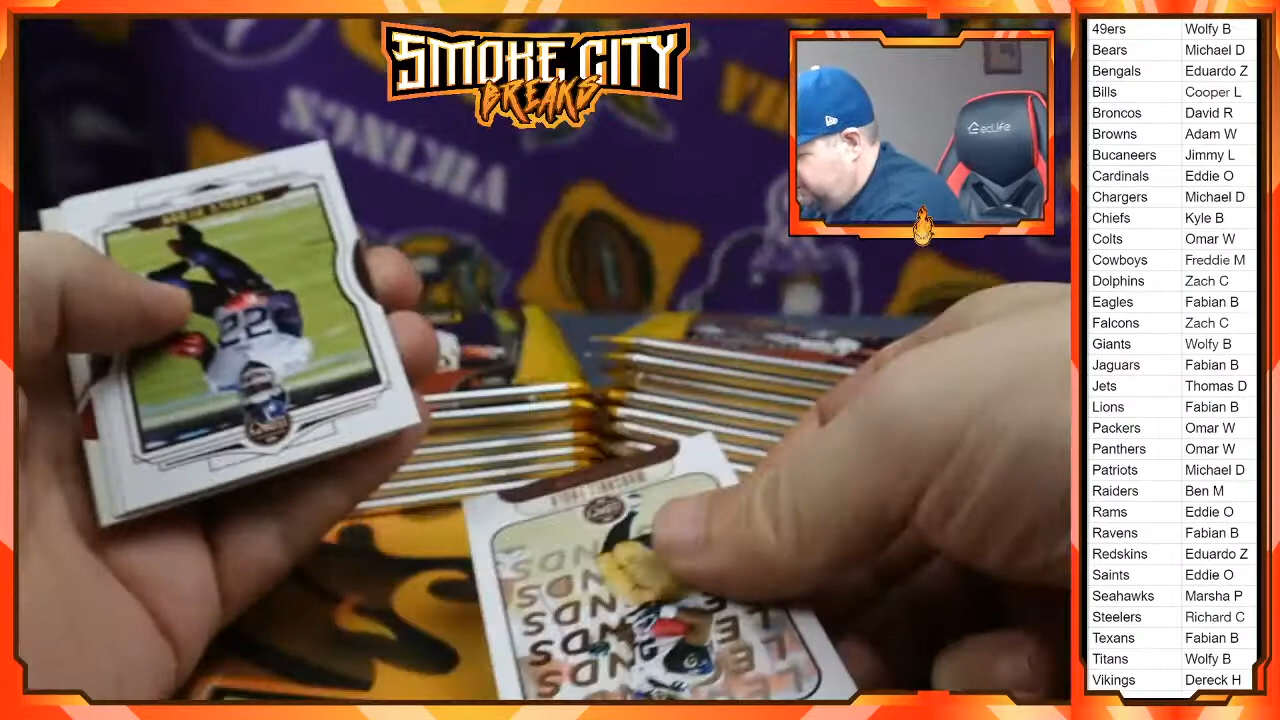 SMOKE CITY
BREAKS
VIKINGS
ecLife
22
LEGENDS
49ers Wolfy B
Bears Michael D
Bengals Eduardo Z
Bills Cooper L
Broncos David R
Browns Adam W
Bucaneers Jimmy L
Cardinals Eddie O
Chargers Michael D
Chiefs Kyle B
Colts Omar W
Cowboys Freddie M
Dolphins Zach C
Eagles Fabian B
Falcons Zach C
Giants Wolfy B
Jaguars Fabian B
Jets Thomas D
Lions Fabian B
Packers Omar W
Panthers Omar W
Patriots Michael D
Raiders Ben M
Rams Eddie O
Ravens Fabian B
Redskins Eduardo Z
Saints Eddie O
Seahawks Marsha P
Steelers Richard C
Texans Fabian B
Titans Wolfy B
Vikings Dereck H